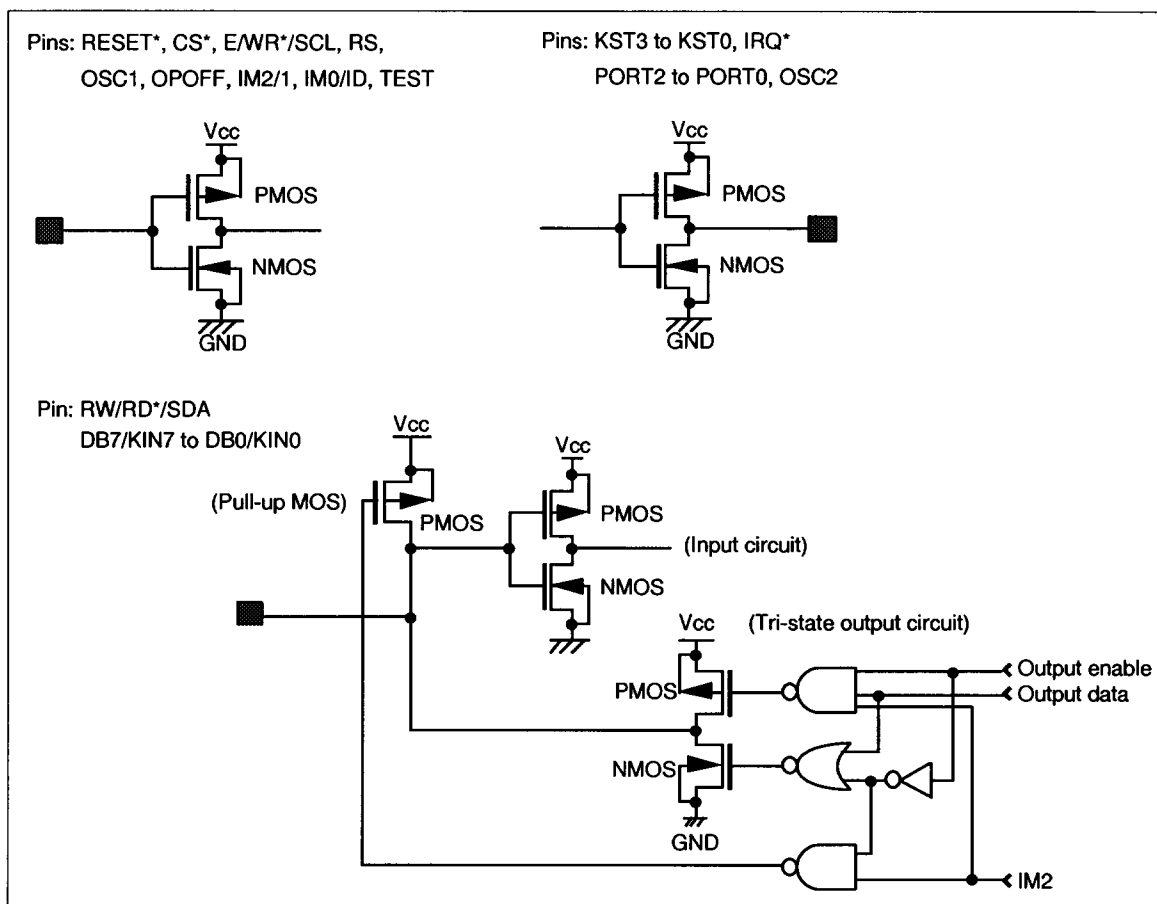 Pins: RESET*, CS*, E/WR*/SCL, RS,
OSC1, OPOFF, IM2/1, IM0/ID, TEST
Vcc
PMOS
NMOS
GND
Pins: KST3 to KST0, IRQ*
PORT2 to PORT0, OSC2
Vcc
PMOS
NMOS
GND
Pin: RW/RD*/SDA
DB7/KIN7 to DB0/KIN0
Vcc
(Pull-up MOS)
PMOS
Vcc
PMOS
(Input circuit)
NMOS
Vcc
(Tri-state output circuit)
PMOS
Output enable
Output data
NMOS
GND
IM2